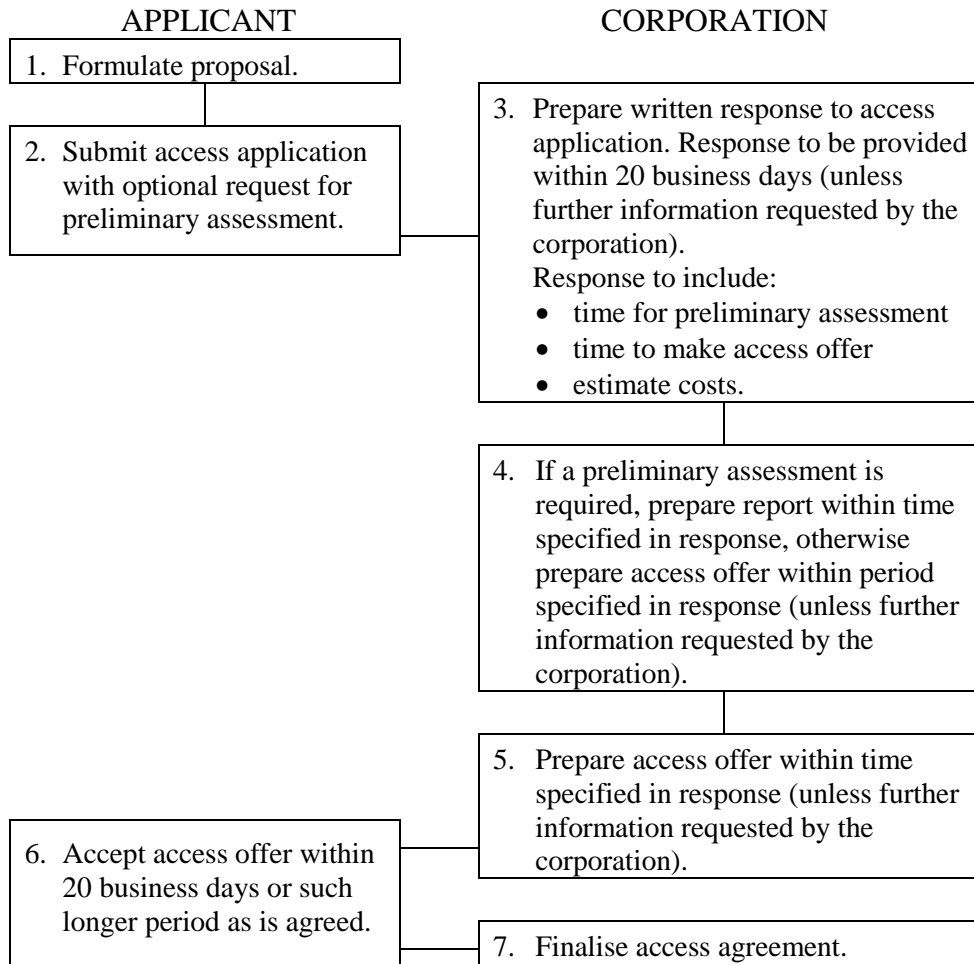 APPLICANT
CORPORATION
1. Formulate proposal.
2. Submit access application
with optional request for
preliminary assessment.
3. Prepare written response to access
application. Response to be provided
within 20 business days (unless
further information requested by the
corporation).
Response to include:
• time for preliminary assessment
• time to make access offer
• estimate costs.
4. If a preliminary assessment is
required, prepare report within time
specified in response, otherwise
prepare access offer within period
specified in response (unless further
information requested by the
corporation).
5. Prepare access offer within time
specified in response (unless further
information requested by the
corporation).
6. Accept access offer within
20 business days or such
longer period as is agreed.
7. Finalise access agreement.